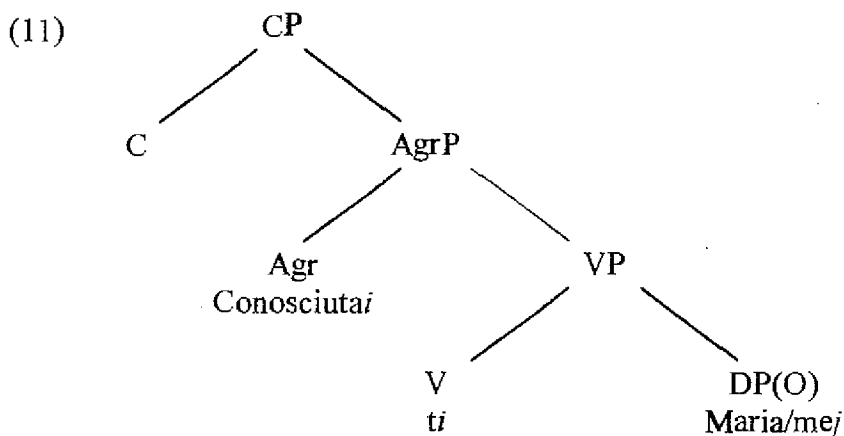 (11) CP
C AgrP
Agr VP
Conosciutai
V DP(O)
ti Maria/mej